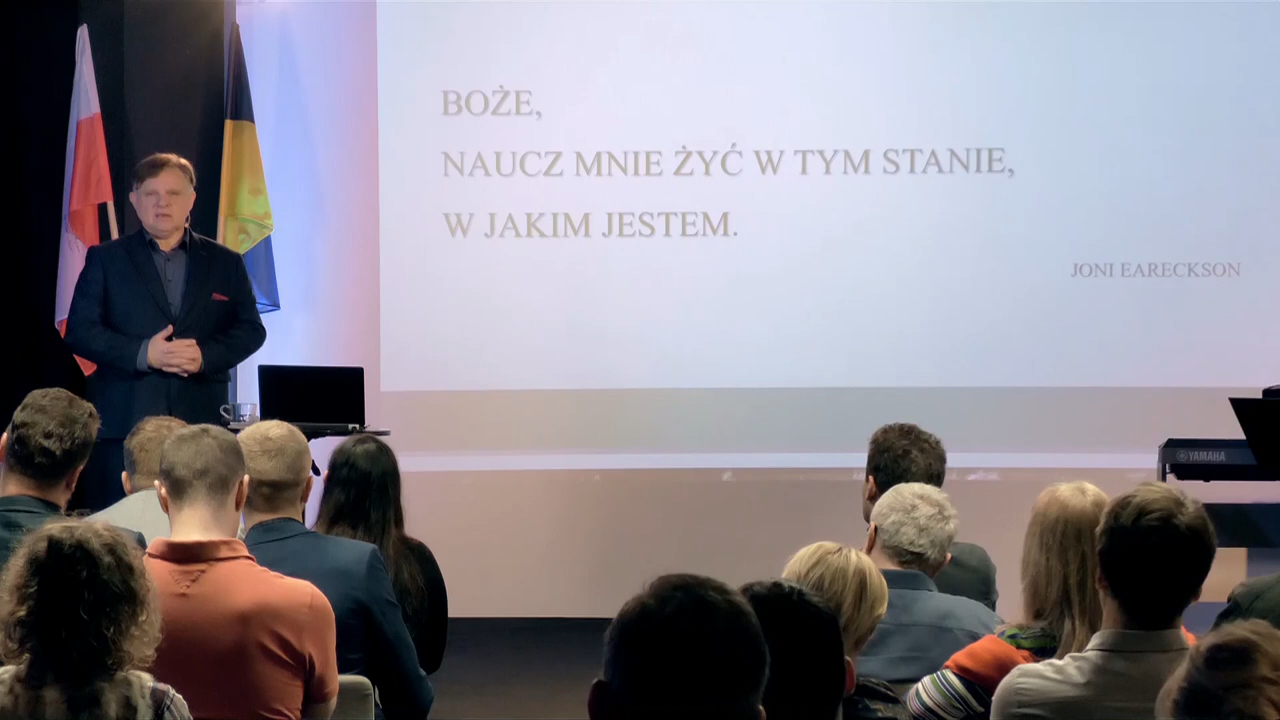 BOŻE,
NAUCZ MNIE ŻYĆ W TYM STANIE,
W JAKIM JESTEM.
JONI EARECKSON
YAMAHA